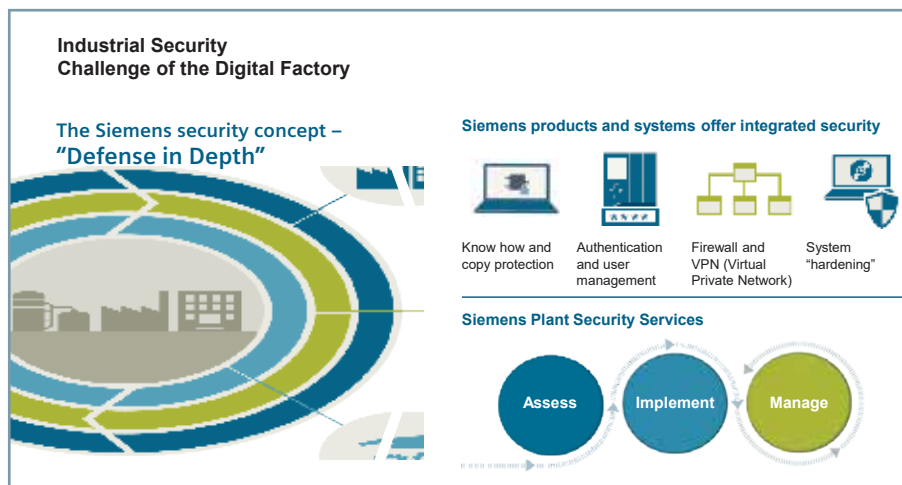 Industrial Security
Challenge of the Digital Factory
The Siemens security concept –
“Defense in Depth”
Siemens products and systems offer integrated security
Know how and
copy protection
Authentication
and user
management
Firewall and
VPN (Virtual
Private Network)
System
“hardening”
Siemens Plant Security Services
Assess
Implement
Manage